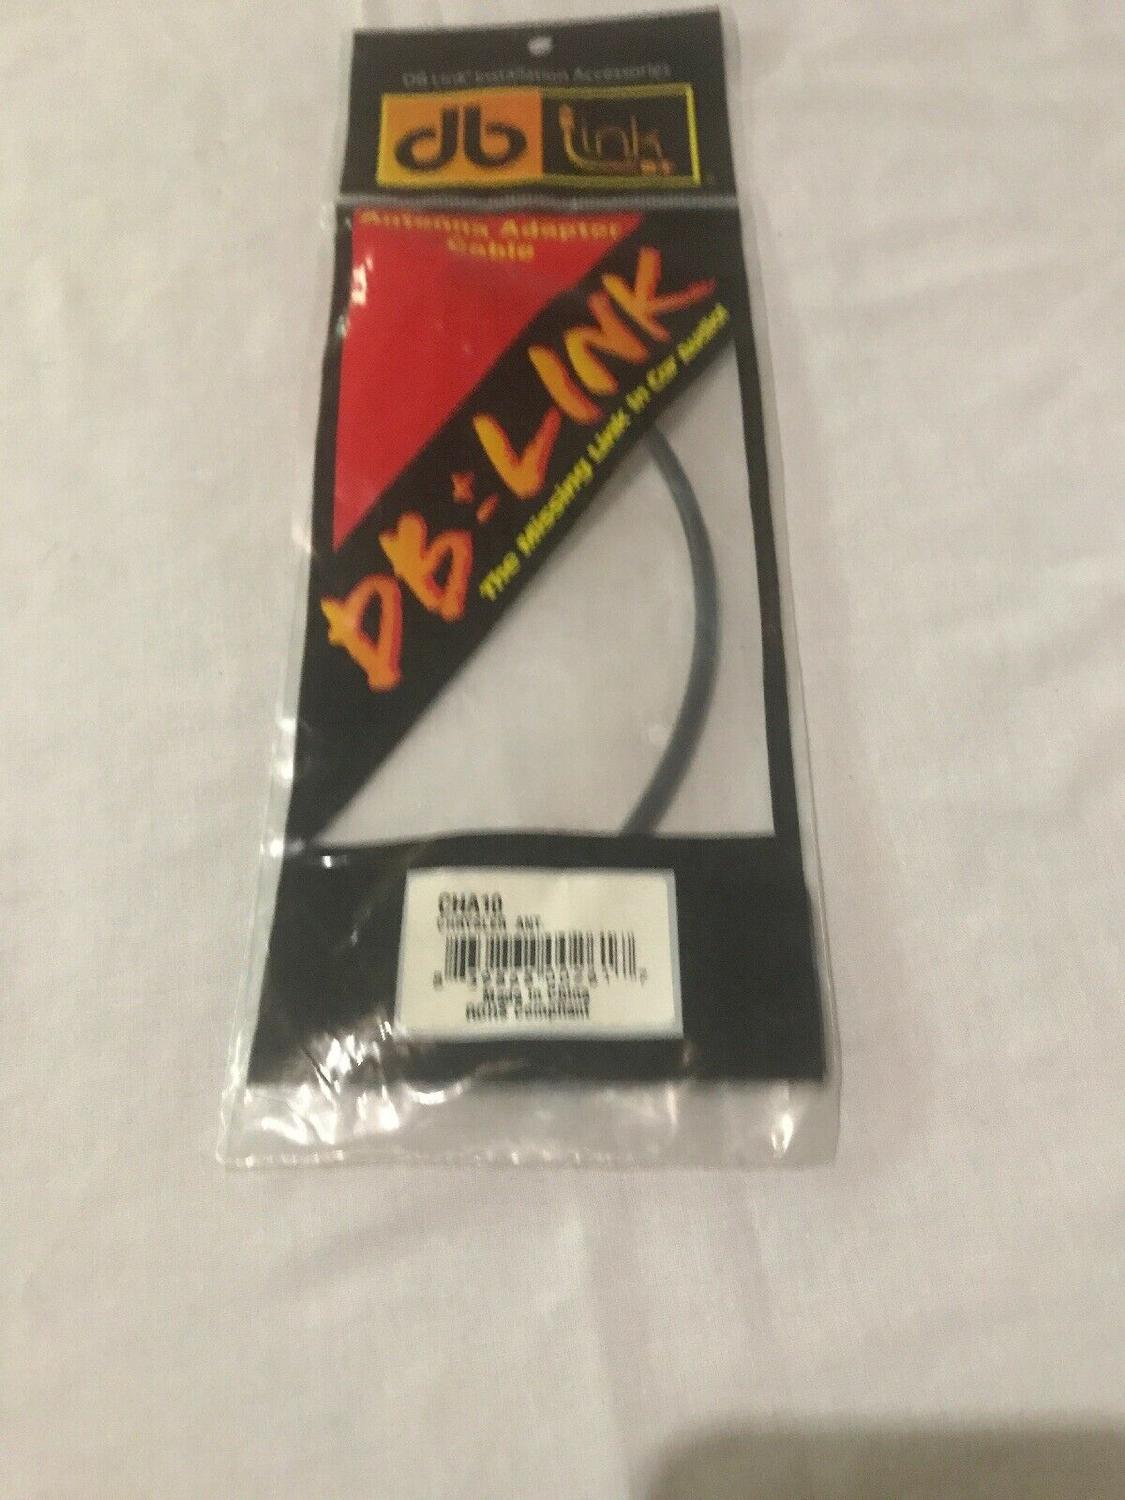 DB Link® Installation Accessories
db Link
Antenna Adapter
Cable
DB LINK
The Missing Link In Car Audio!
CHA10
CHRYSLER ANT.
Made In China
ROHS Compliant